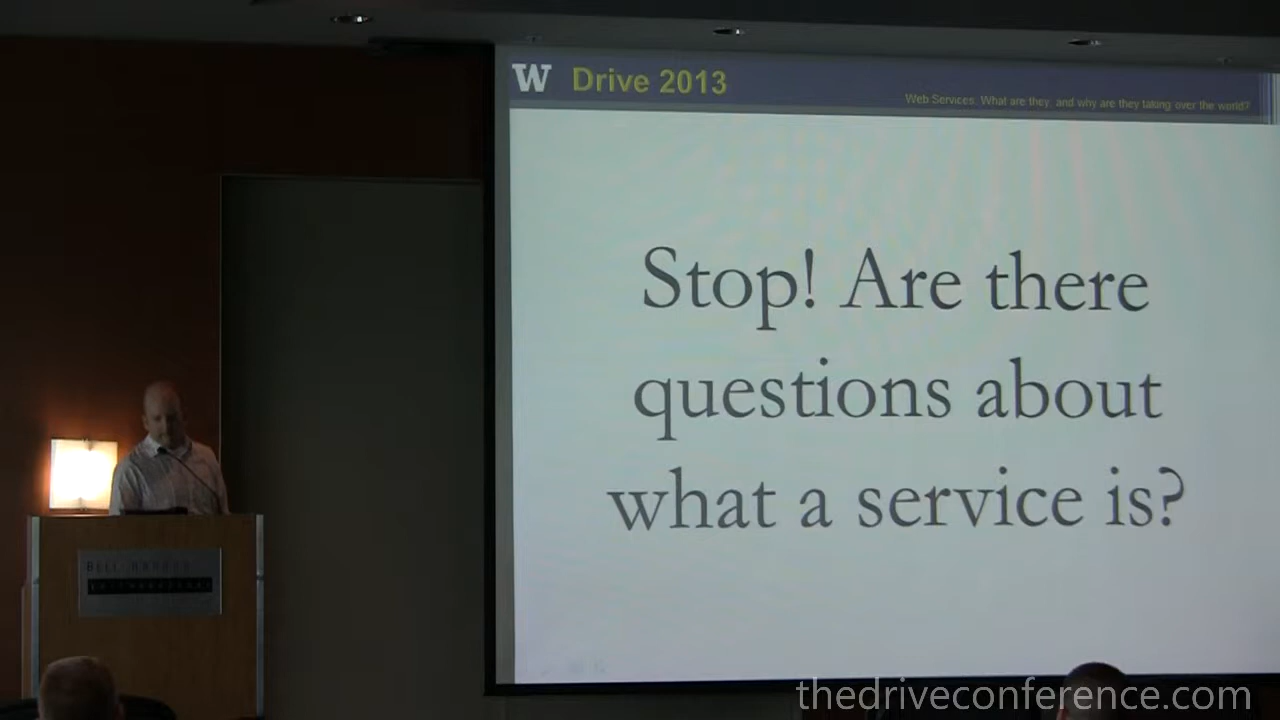 W Drive 2013
Web Services: What are they, and why are they taking over the world?
Stop! Are there
questions about
what a service is?
thedriveconference.com